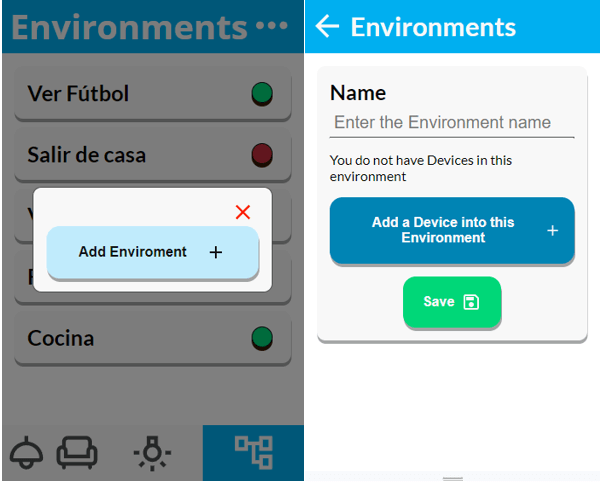 Environments •••
Ver Fútbol
Salir de casa
Add Enviroment +
Cocina
Environments
Name
Enter the Environment name
You do not have Devices in this
environment
Add a Device into this
Environment +
Save